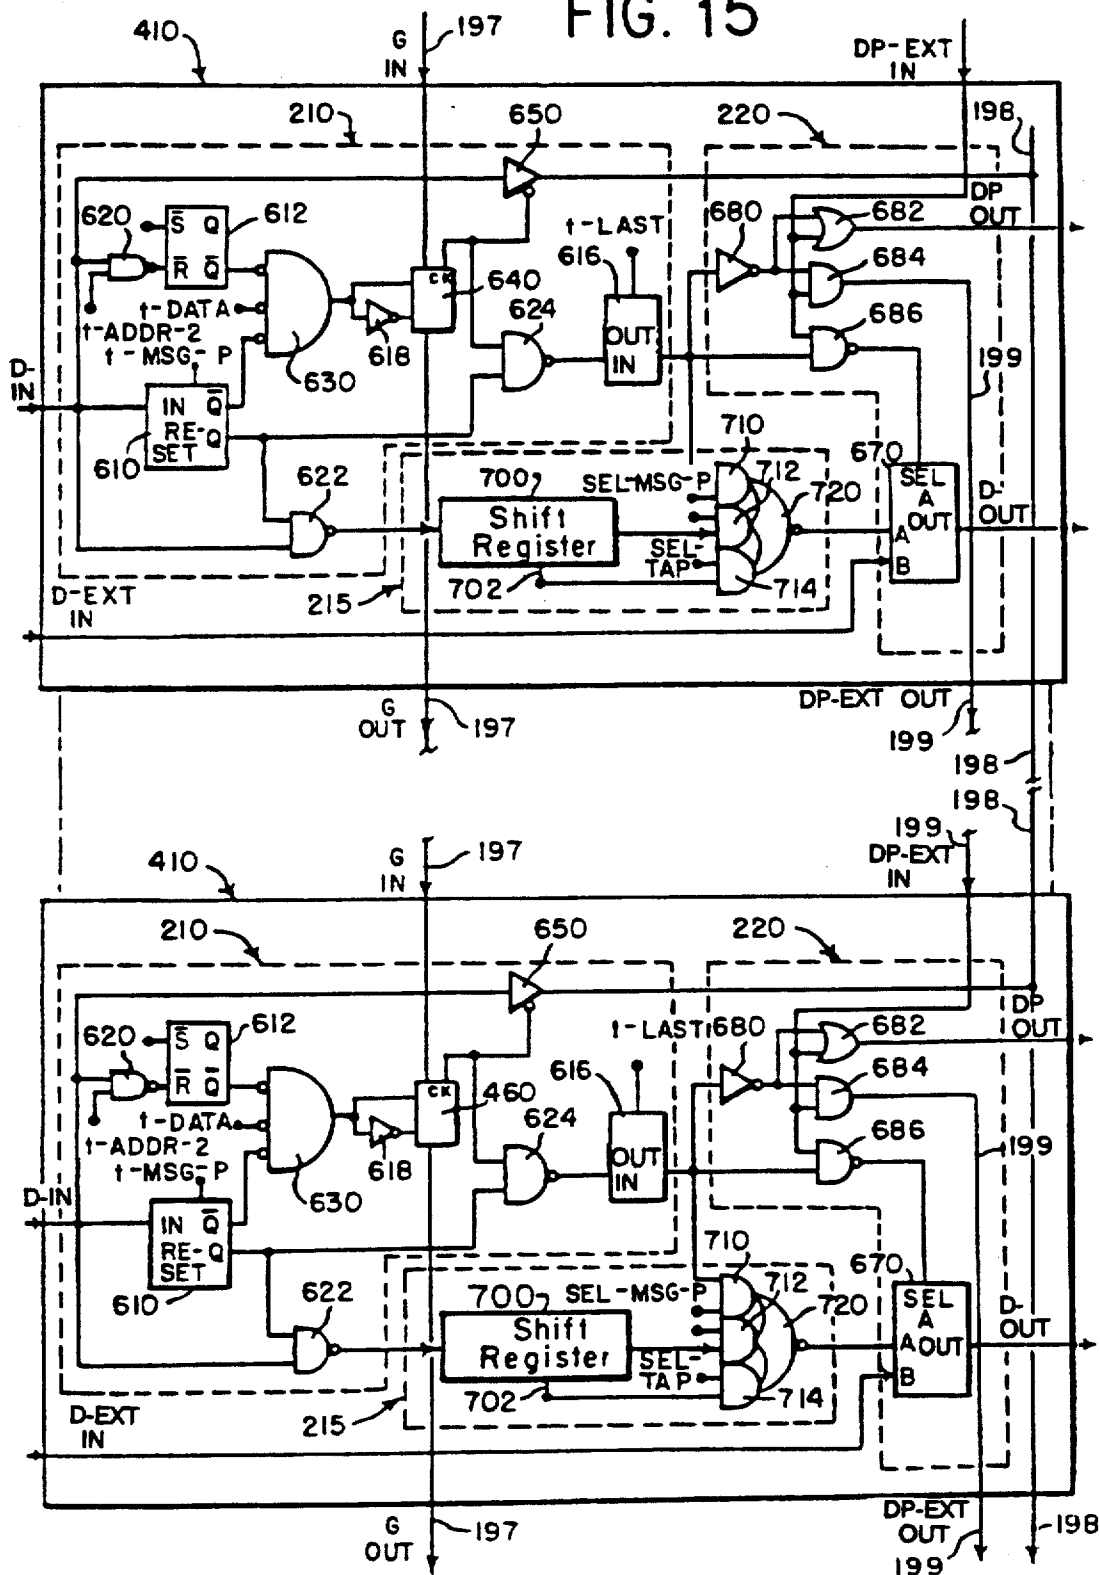 FIG. 15
410
G
IN
197
DP-EXT
IN
210
650
220
198
620
S Q
612
R Q
t-LAST
616
680
DP
OUT
682
684
CK
640
624
t-DATA
t-ADDR-2
t-MSG-P
630
618
OUT
IN
686
199
D-
IN
IN Q
RE- Q
SET
610
622
710
SEL-MSG-P
712
720
670
SEL
A
OUT
A
B
D-
OUT
700
Shift
Register
SEL-
TAP
702
714
215
D-EXT
IN
G
OUT
197
DP-EXT OUT
199
198
198
410
G
IN
197
199
DP-EXT
IN
210
650
220
620
S Q
612
R Q
t-LAST
616
680
682
DP
OUT
684
CK
460
624
t-DATA
t-ADDR-2
t-MSG-P
630
618
OUT
IN
686
199
D-IN
IN Q
RE- Q
SET
610
622
710
SEL-MSG-P
712
720
670
SEL
A
A OUT
B
D-
OUT
700
Shift
Register
SEL-
TAP
702
714
215
D-EXT
IN
G
OUT
197
DP-EXT
OUT
199
198